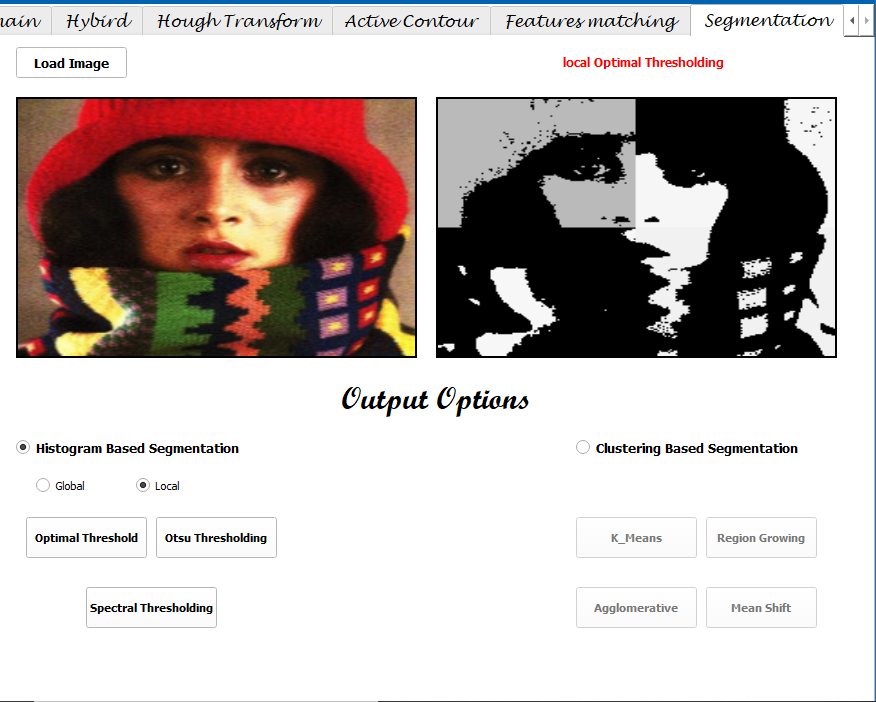 Hybird Hough Transform Active Contour Features matching Segmentation
Load Image
local Optimal Thresholding
Output Options
Histogram Based Segmentation
Clustering Based Segmentation
Global Local
Optimal Threshold Otsu Thresholding
K_Means Region Growing
Spectral Thresholding
Agglomerative Mean Shift